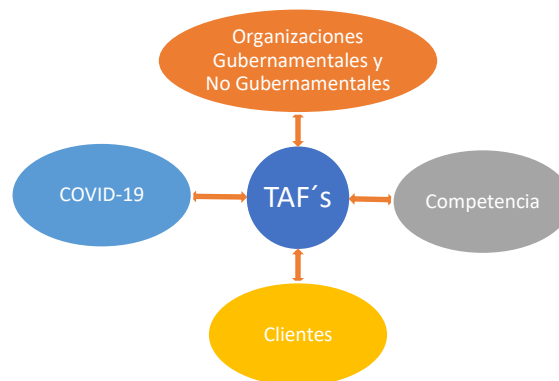 Organizaciones
Gubernamentales y
No Gubernamentales
COVID-19
TAF´s
Competencia
Clientes